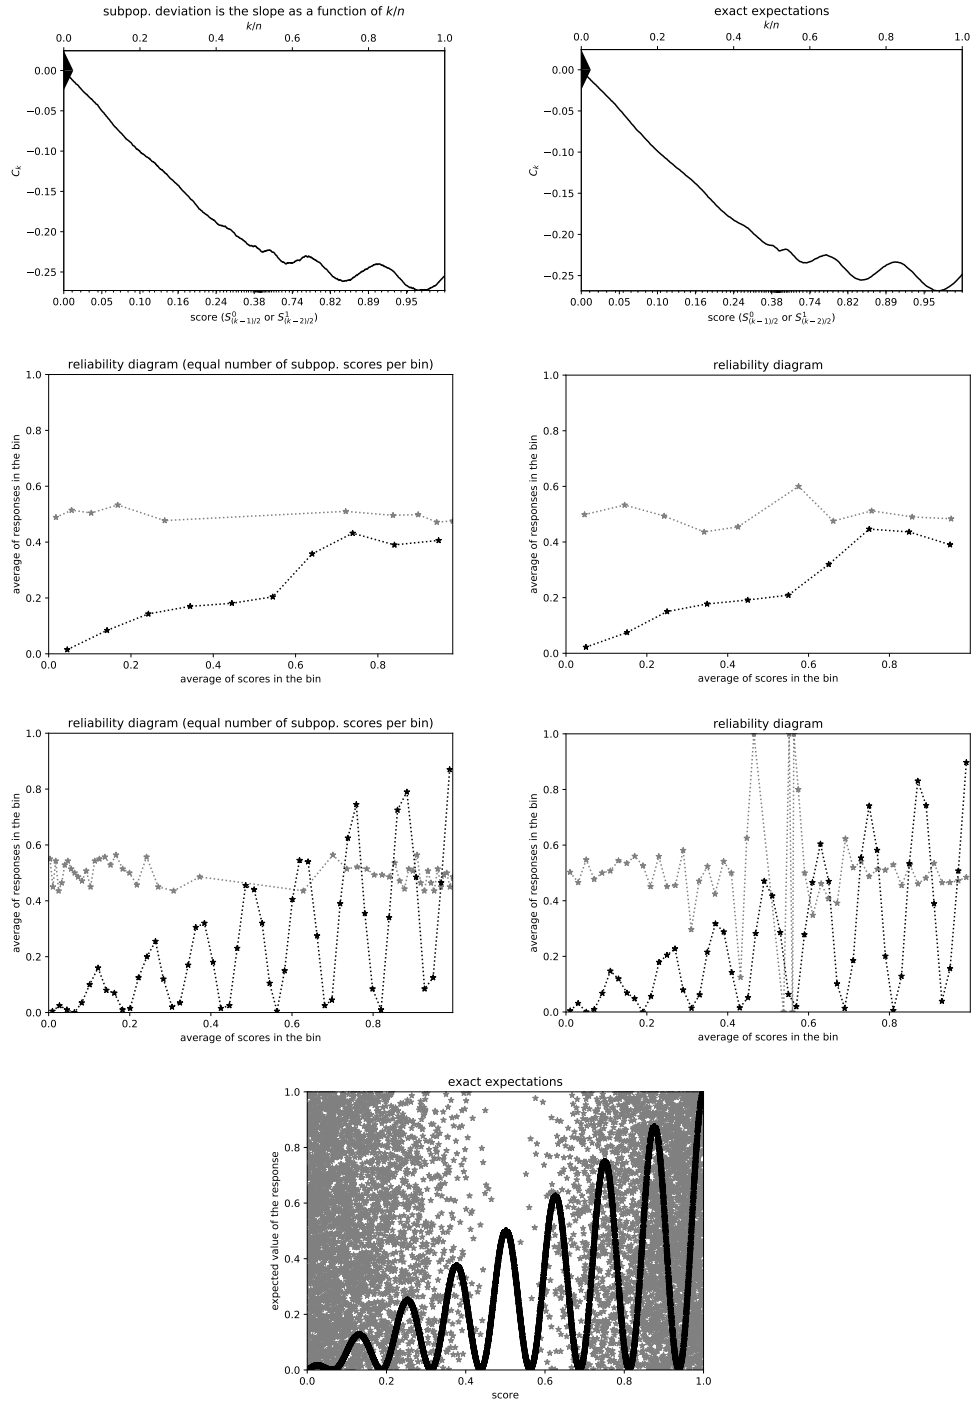 subpop. deviation is the slope as a function of k/n
k/n
0.0 0.2 0.4 0.6 0.8 1.0
0.00
−0.05
−0.10
−0.15
−0.20
−0.25
C_k
0.00 0.05 0.10 0.16 0.24 0.38 0.74 0.82 0.89 0.95
score (S^0_{(k−1)/2} or S^1_{(k−2)/2})
exact expectations
k/n
0.0 0.2 0.4 0.6 0.8 1.0
0.00
−0.05
−0.10
−0.15
−0.20
−0.25
C_k
0.00 0.05 0.10 0.16 0.24 0.38 0.74 0.82 0.89 0.95
score (S^0_{(k−1)/2} or S^1_{(k−2)/2})
reliability diagram (equal number of subpop. scores per bin)
1.0
0.8
0.6
0.4
0.2
0.0
average of responses in the bin
0.0 0.2 0.4 0.6 0.8
average of scores in the bin
reliability diagram
1.0
0.8
0.6
0.4
0.2
0.0
average of responses in the bin
0.0 0.2 0.4 0.6 0.8
average of scores in the bin
reliability diagram (equal number of subpop. scores per bin)
1.0
0.8
0.6
0.4
0.2
0.0
average of responses in the bin
0.0 0.2 0.4 0.6 0.8
average of scores in the bin
reliability diagram
1.0
0.8
0.6
0.4
0.2
0.0
average of responses in the bin
0.0 0.2 0.4 0.6 0.8
average of scores in the bin
exact expectations
1.0
0.8
0.6
0.4
0.2
0.0
expected value of the response
0.0 0.2 0.4 0.6 0.8 1.0
score